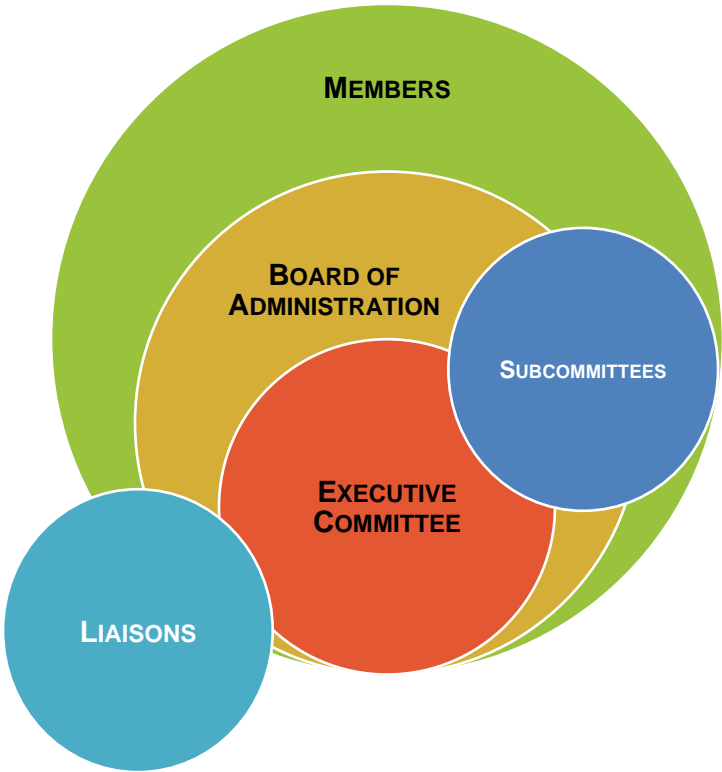 MEMBERS
BOARD OF
ADMINISTRATION
SUBCOMMITTEES
EXECUTIVE
COMMITTEE
LIAISONS